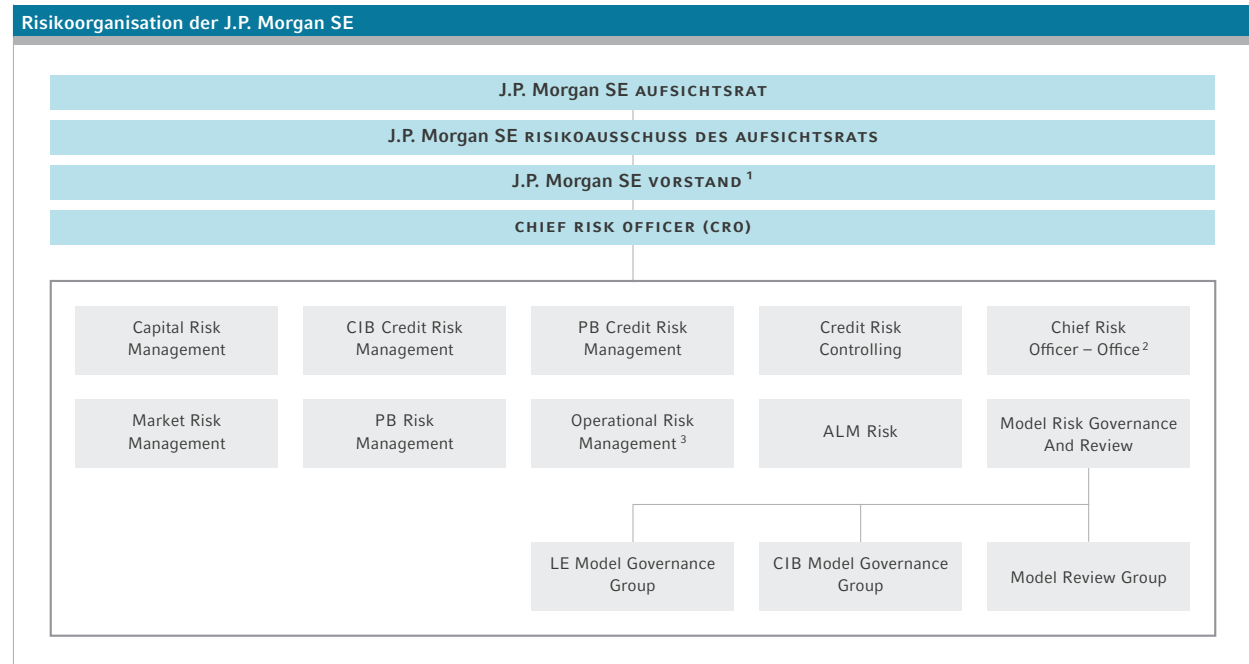 Risikoorganisation der J.P. Morgan SE
J.P. Morgan SE AUFSICHTSRAT
J.P. Morgan SE RISIKOAUSSCHUSS DES AUFSICHTSRATS
J.P. Morgan SE VORSTAND 1
CHIEF RISK OFFICER (CRO)
Capital Risk
Management
CIB Credit Risk
Management
PB Credit Risk
Management
Credit Risk
Controlling
Chief Risk
Officer – Office 2
Market Risk
Management
PB Risk
Management
Operational Risk
Management 3
ALM Risk
Model Risk Governance
And Review
LE Model Governance
Group
CIB Model Governance
Group
Model Review Group